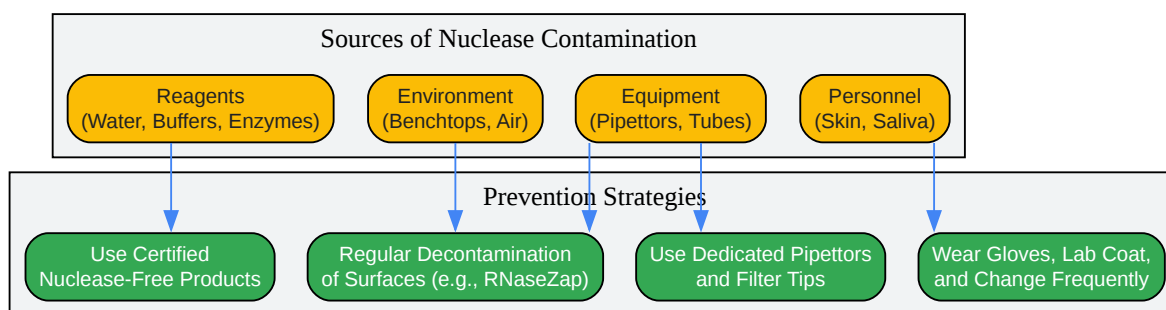 Sources of Nuclease Contamination
Reagents
(Water, Buffers, Enzymes)
Environment
(Benchtops, Air)
Equipment
(Pipettors, Tubes)
Personnel
(Skin, Saliva)
Prevention Strategies
Use Certified
Nuclease-Free Products
Regular Decontamination
of Surfaces (e.g., RNaseZap)
Use Dedicated Pipettors
and Filter Tips
Wear Gloves, Lab Coat,
and Change Frequently